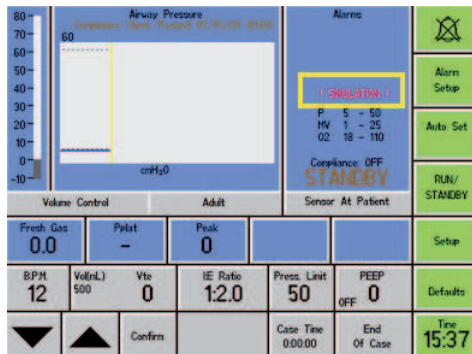 80
70
60
50
40
30
20
10
0
-10
Airway Pressure
60
cmH₂O
Alarms
! SIMULATION !
P 5 - 50
MV 1 - 25
O2 18 - 110
Compliance: OFF
STANDBY
Alarm
Setup
Auto Set
RUN/
STANDBY
Volume Control
Adult
Sensor At Patient
Fresh Gas
0.0
Pplat
-
Peak
0
Setup
B.P.M.
12
Vol(mL)
500
Vte
0
I:E Ratio
1:2.0
Press. Limit
50
PEEP
OFF 0
Defaults
Confirm
Case Time
0:00:00
End
Of Case
Time
15:37